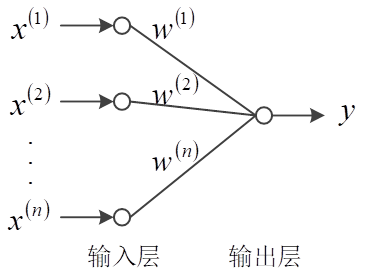 x^(1) w^(1)
x^(2) w^(2) y
⋮
x^(n) w^(n)
输入层 输出层